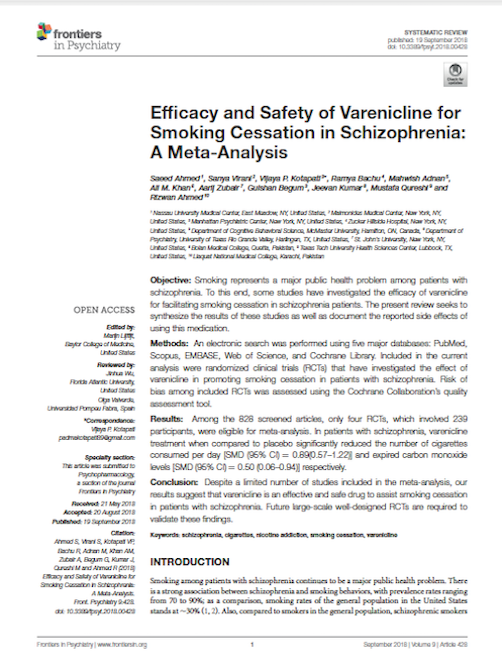 frontiers
in Psychiatry
SYSTEMATIC REVIEW
published: 19 September 2018
doi: 10.3389/fpsyt.2018.00428
Efficacy and Safety of Varenicline for
Smoking Cessation in Schizophrenia:
A Meta-Analysis
Saeed Ahmed 1, Sanya Virani 2, Vijaya P. Kotapati 3*, Ramya Bachu 4, Mahwish Adnan 5,
Ali M. Khan 6, Aarij Zubair 7, Gulshan Begum 2, Jeevan Kumar 8, Mustafa Qureshi 9 and
Rizwan Ahmed 10
1 Nassau University Medical Center, East Meadow, NY, United States, 2 Maimonides Medical Center, New York, NY,
United States, 3 Manhattan Psychiatric Center, New York, NY, United States, 4 Zucker Hillside Hospital, New York, NY,
United States, 5 Department of Cognitive Behavioral Sciences, McMaster University, Hamilton, ON, Canada, 6 Department of
Psychiatry, University of Texas Rio Grande Valley, Harlingen, TX, United States, 7 St. John's University, New York, NY,
United States, 8 Bolan Medical College, Quetta, Pakistan, 9 Texas Tech University Health Sciences Center, Lubbock, TX,
United States, 10 Liaquat National Medical College, Karachi, Pakistan
Objective: Smoking represents a major public health problem among patients with
schizophrenia. To this end, some studies have investigated the efficacy of varenicline
for facilitating smoking cessation in schizophrenia patients. The present review seeks to
synthesize the results of these studies as well as document the reported side effects of
using this medication.
Methods: An electronic search was performed using five major databases: PubMed,
Scopus, EMBASE, Web of Science, and Cochrane Library. Included in the current
analysis were randomized clinical trials (RCTs) that have investigated the effect of
varenicline in promoting smoking cessation in patients with schizophrenia. Risk of
bias among included RCTs was assessed using the Cochrane Collaboration's quality
assessment tool.
Results: Among the 828 screened articles, only four RCTs, which involved 239
participants, were eligible for meta-analysis. In patients with schizophrenia, varenicline
treatment when compared to placebo significantly reduced the number of cigarettes
consumed per day [SMD (95% CI) = 0.89(0.57–1.22)] and expired carbon monoxide
levels [SMD (95% CI) = 0.50 (0.06–0.94)] respectively.
Conclusion: Despite a limited number of studies included in the meta-analysis, our
results suggest that varenicline is an effective and safe drug to assist smoking cessation
in patients with schizophrenia. Future large-scale well-designed RCTs are required to
validate these findings.
Keywords: schizophrenia, cigarettes, nicotine addiction, smoking cessation, varenicline
INTRODUCTION
Smoking among patients with schizophrenia continues to be a major public health problem. There
is a strong association between schizophrenia and smoking behaviors, with prevalence rates ranging
from 70 to 90%; as a comparison, smoking rates of the general population in the United States
stands at ~30% (1, 2). Also, compared to smokers in the general population, schizophrenic smokers
OPEN ACCESS
Edited by:
Baylor College of Medicine,
United States
Reviewed by:
Jinhua Wu,
Florida Atlantic University,
United States
Olga Valverde,
Universidad Pompeu Fabra, Spain
*Correspondence:
Vijaya P. Kotapati
padmakotapati89@gmail.com
Specialty section:
This article was submitted to
Psychopharmacology,
a section of the journal
Frontiers in Psychiatry
Received: 21 May 2018
Accepted: 20 August 2018
Published: 19 September 2018
Citation:
Ahmed S, Virani S, Kotapati VP,
Bachu R, Adnan M, Khan AM,
Zubair A, Begum G, Kumar J,
Qureshi M and Ahmed R (2018)
Efficacy and Safety of Varenicline for
Smoking Cessation in Schizophrenia:
A Meta-Analysis.
Front. Psychiatry 9:428.
doi: 10.3389/fpsyt.2018.00428
Frontiers in Psychiatry | www.frontiersin.org
1
September 2018 | Volume 9 | Article 428